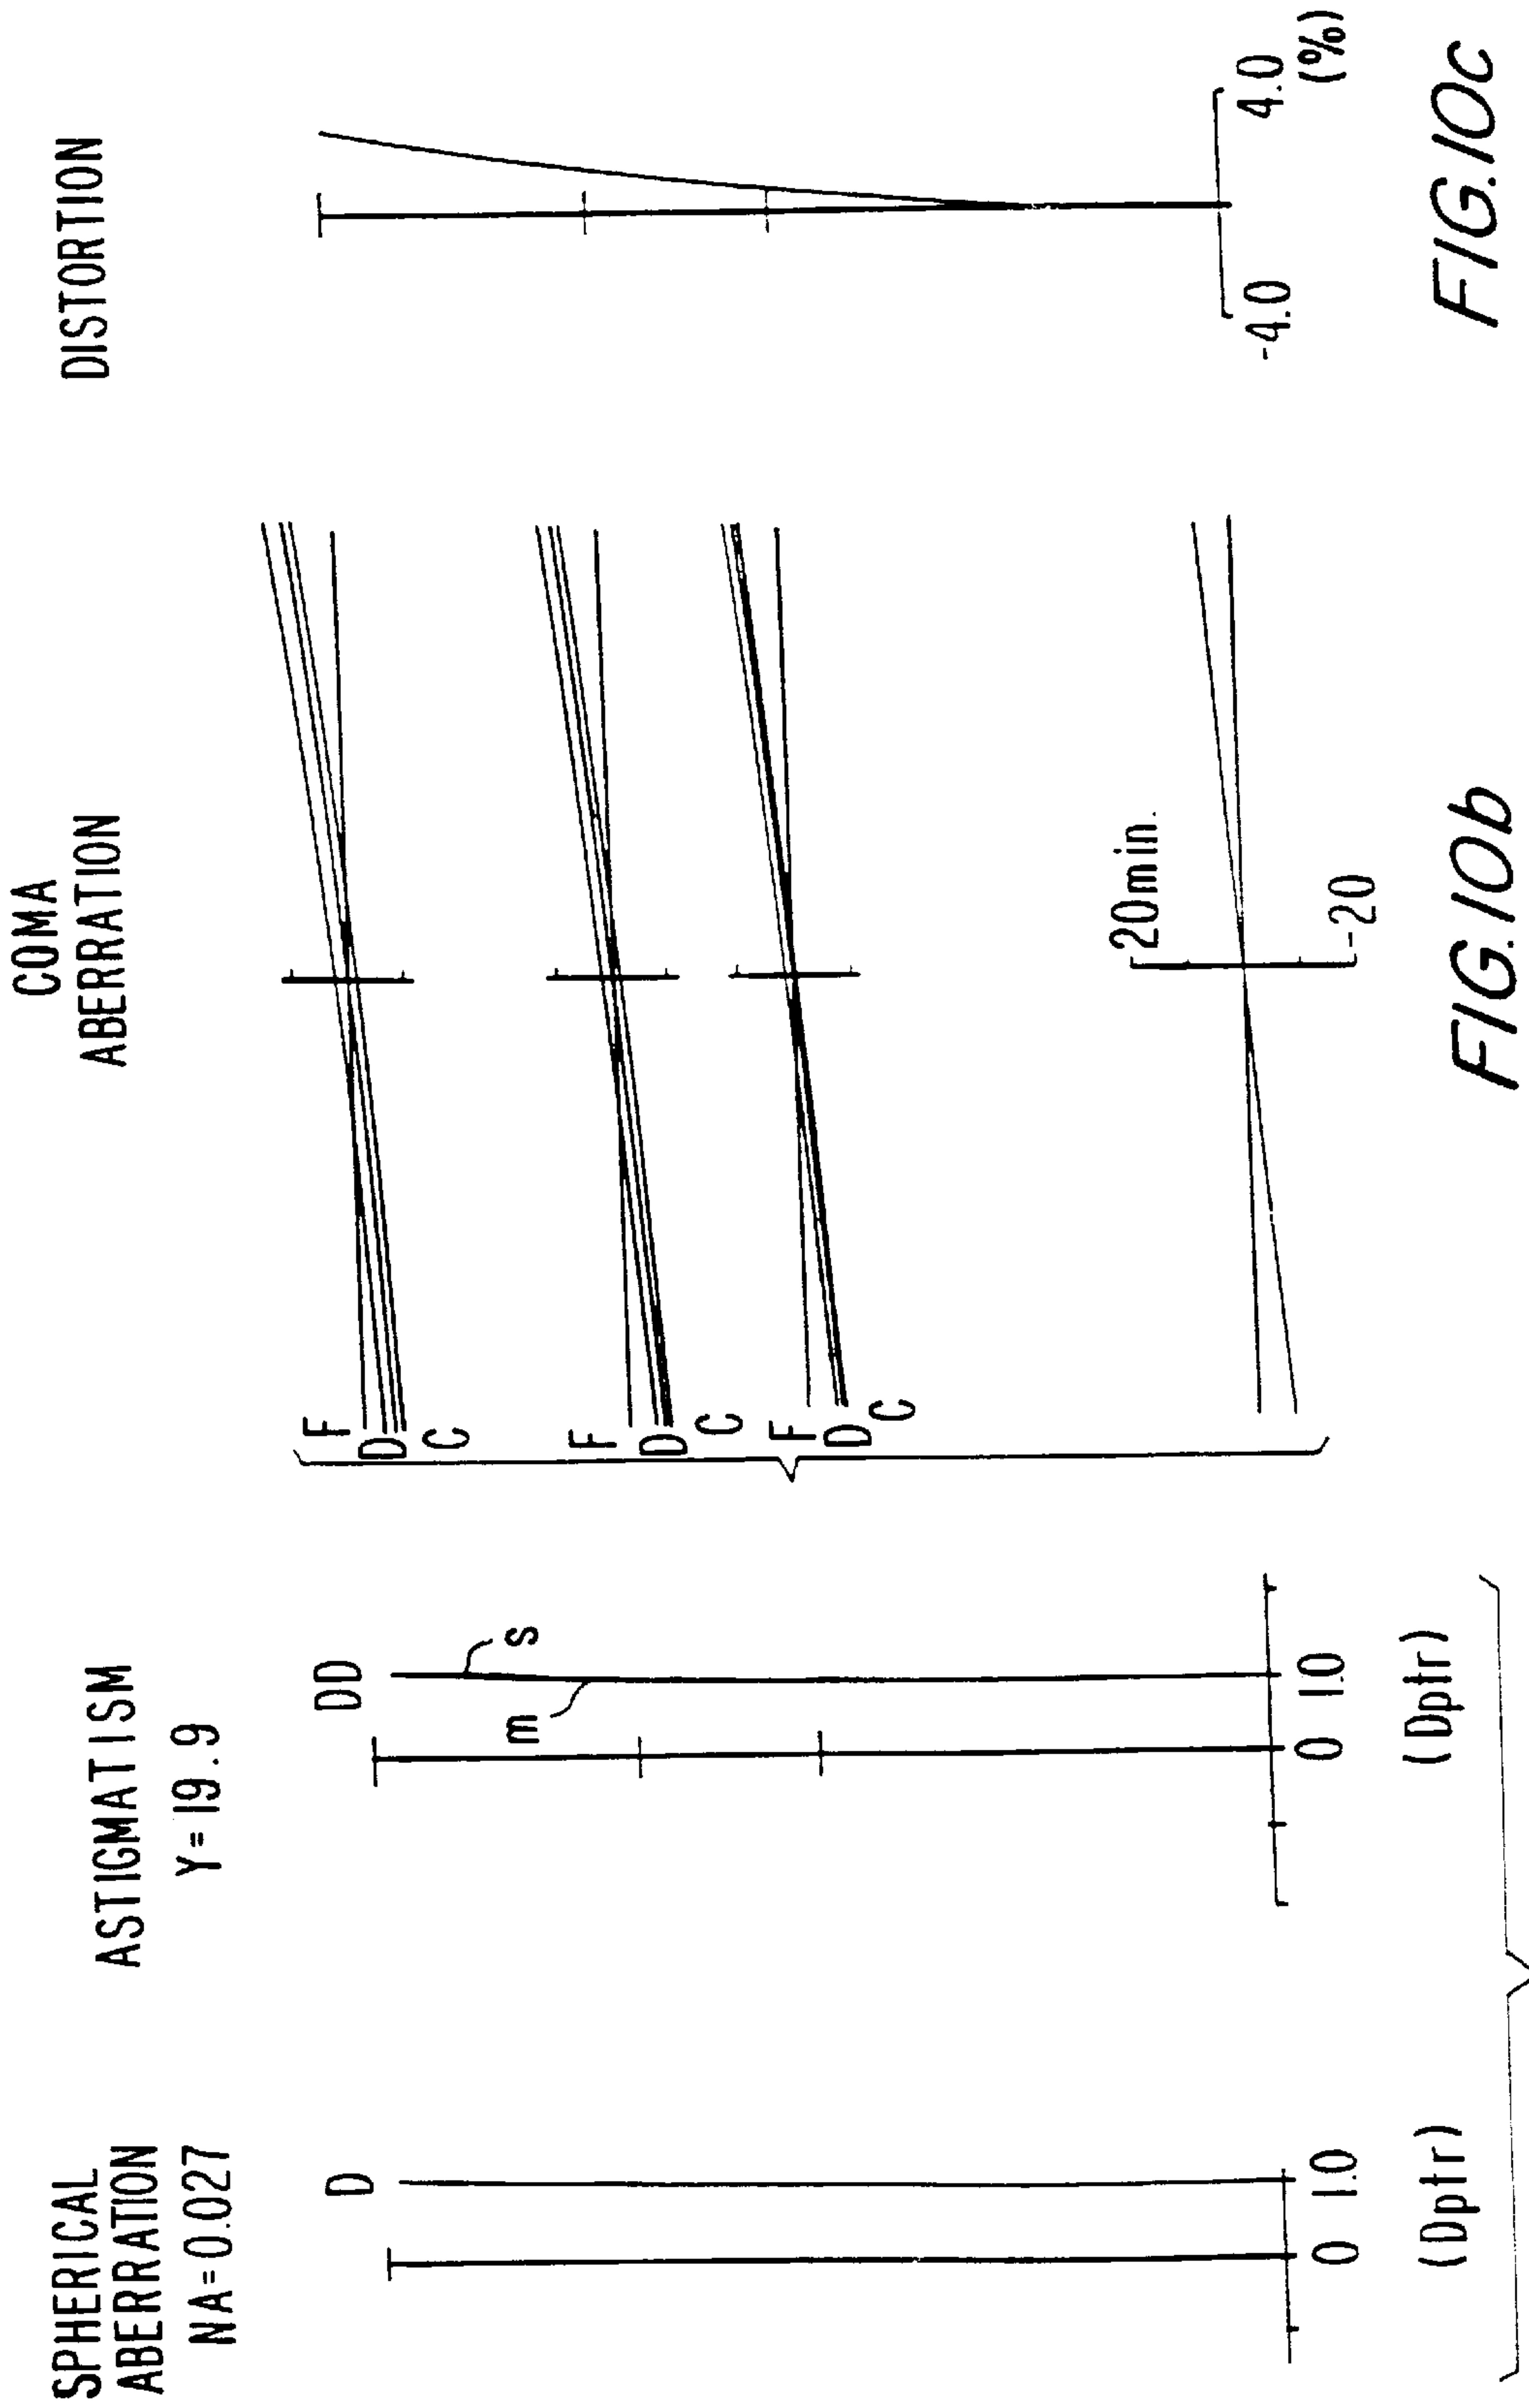 SPHERICAL
ABERRATION
NA=0.027
D
0 1.0
(Dptr)
ASTIGMATISM
Y=19.9
DD
m
s
0 1.0
(Dptr)
COMA
ABERRATION
F
D
C
F
D
C
F
D
C
20min.
-20
FIG.10b
DISTORTION
-4.0
4.0
(%)
FIG.10c